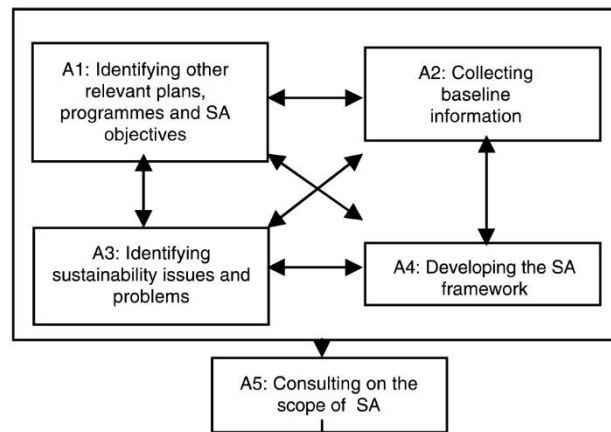 A1: Identifying other
relevant plans,
programmes and SA
objectives
A2: Collecting
baseline
information
A3: Identifying
sustainability issues and
problems
A4: Developing the SA
framework
A5: Consulting on the
scope of SA